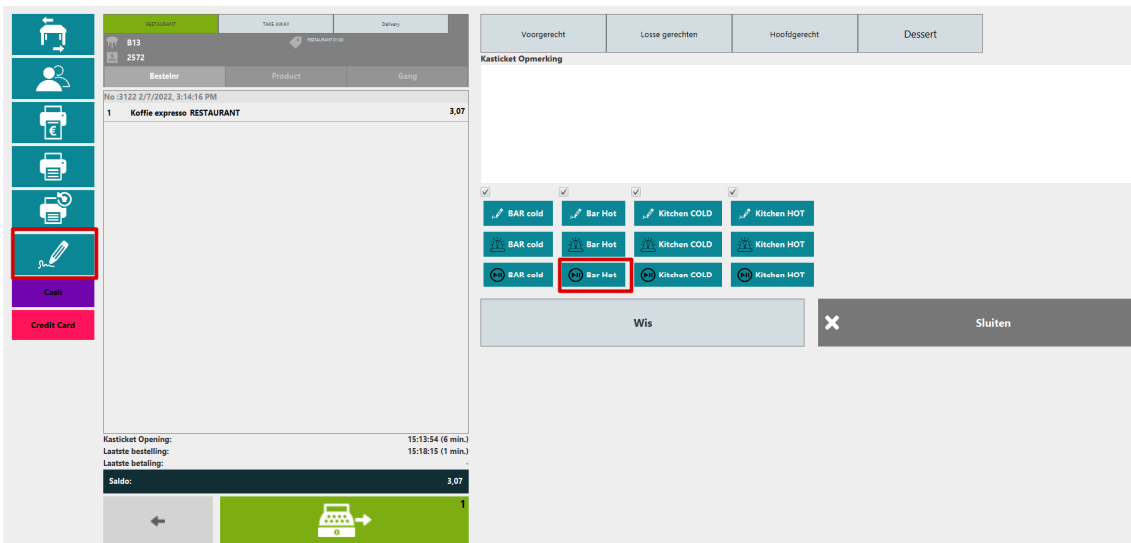 RESTAURANT
TAKE AWAY
Delivery
B13
RESTAURANT 01:00
2572
Bestelnr
Product
Gang
No :3122 2/7/2022, 3:14:16 PM
1 Koffie expresso RESTAURANT 3,07
Kasticket Opening: 15:13:54 (6 min.)
Laatste bestelling: 15:18:15 (1 min.)
Laatste betaling: -
Saldo: 3,07
1
€
Cash
Credit Card
Voorgerecht
Losse gerechten
Hoofdgerecht
Dessert
Kasticket Opmerking
BAR cold
Bar Hot
Kitchen COLD
Kitchen HOT
BAR cold
Bar Hot
Kitchen COLD
Kitchen HOT
BAR cold
Bar Hot
Kitchen COLD
Kitchen HOT
Wis
Sluiten